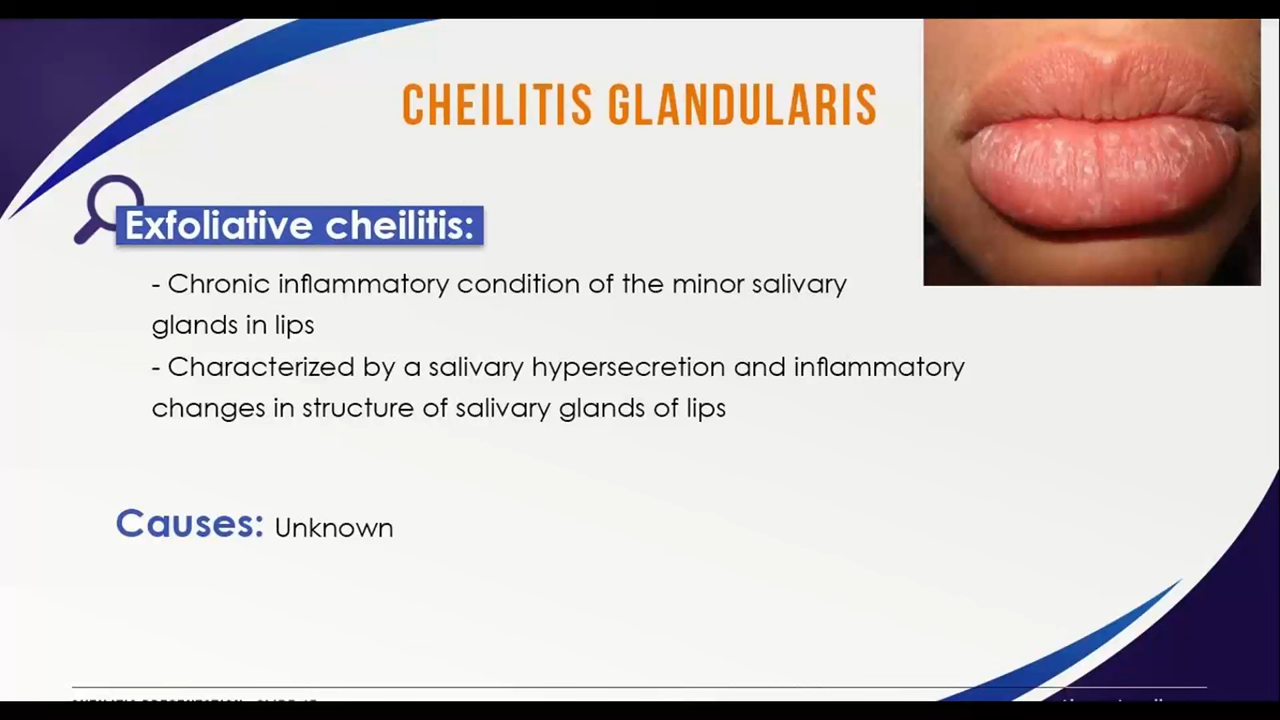 CHEILITIS GLANDULARIS
Exfoliative cheilitis:
- Chronic inflammatory condition of the minor salivary
glands in lips
- Characterized by a salivary hypersecretion and inflammatory
changes in structure of salivary glands of lips
Causes: Unknown